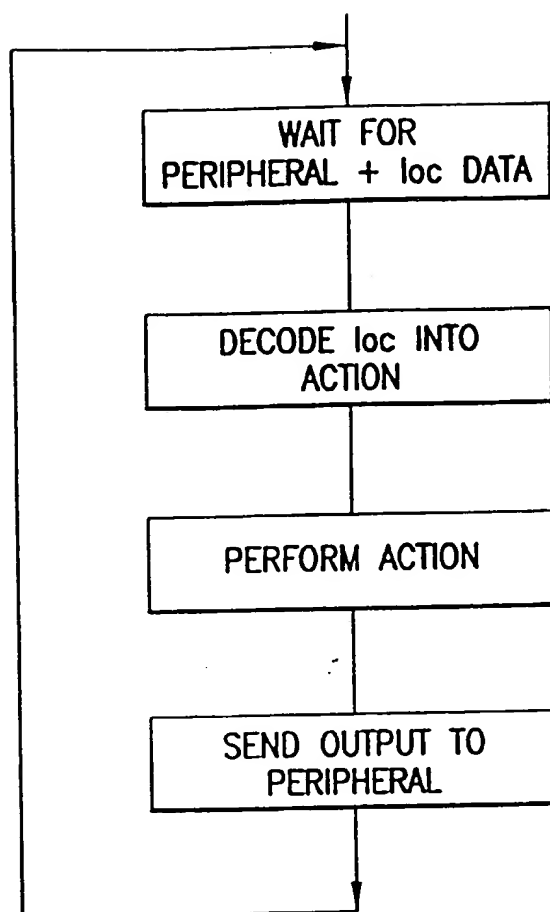 WAIT FOR
PERIPHERAL + loc DATA
DECODE loc INTO
ACTION
PERFORM ACTION
SEND OUTPUT TO
PERIPHERAL